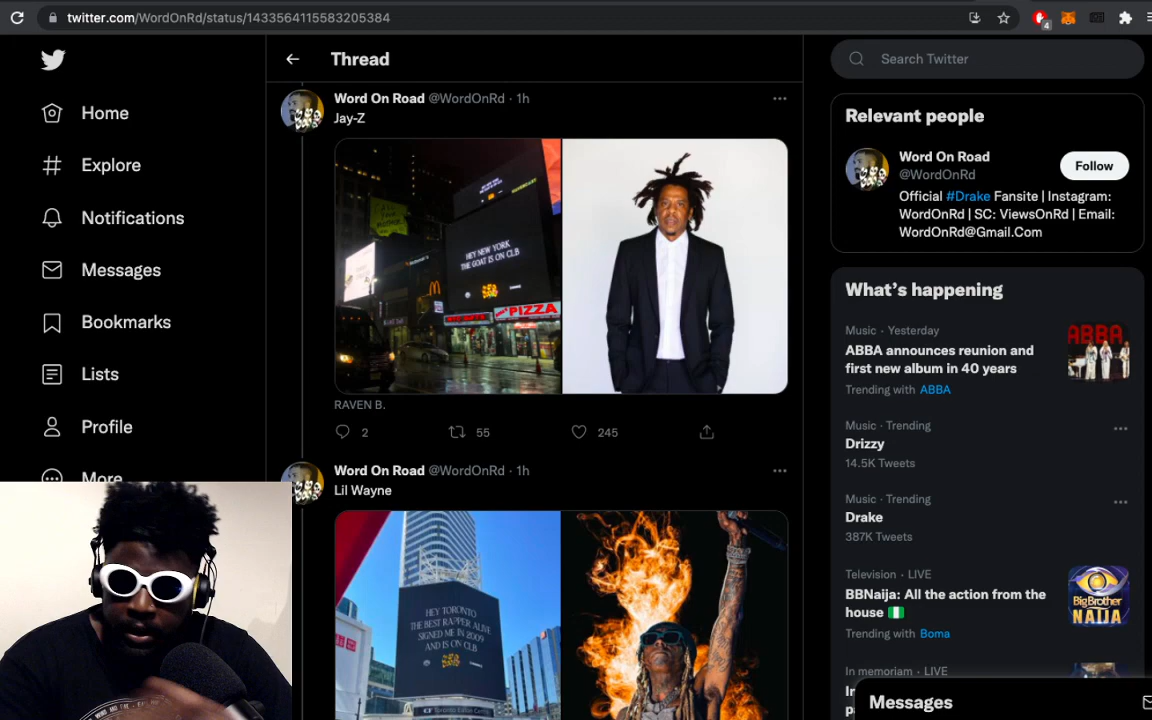 twitter.com/WordOnRd/status/1433564115583205384
4
Home
Explore
Notifications
Messages
Bookmarks
Lists
Profile
More
Thread
Word On Road @WordOnRd · 1h
Jay-Z
HEY NEW YORK
THE GOAT IS ON CLB
PIZZA
RAVEN B.
2 55 245
Word On Road @WordOnRd · 1h
Lil Wayne
HEY TORONTO
THE BEST RAPPER ALIVE
SIGNED ME IN 2009
AND IS ON CLB
Search Twitter
Relevant people
Word On Road
@WordOnRd
Follow
Official #Drake Fansite | Instagram:
WordOnRd | SC: ViewsOnRd | Email:
WordOnRd@Gmail.Com
What's happening
Music · Yesterday
ABBA announces reunion and
first new album in 40 years
Trending with ABBA
ABBA
Music · Trending
Drizzy
14.5K Tweets
Music · Trending
Drake
387K Tweets
Television · LIVE
BBNaija: All the action from the
house
Trending with Boma
BigBrother
NAIJA
In memoriam · LIVE
Messages